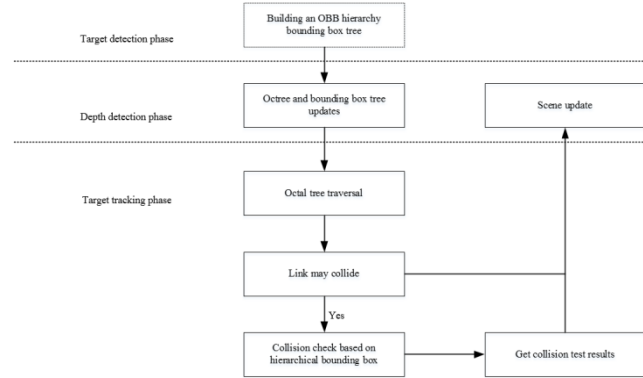 Building an OBB hierarchy
bounding box tree
Target detection phase
Octree and bounding box tree
updates
Scene update
Depth detection phase
Octal tree traversal
Target tracking phase
Link may collide
Yes
Collision check based on
hierarchical bounding box
Get collision test results